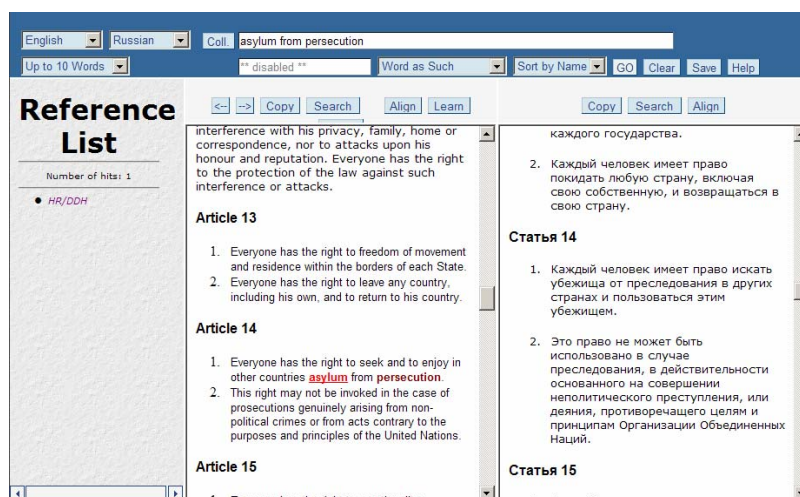 English Russian Coll. asylum from persecution
Up to 10 Words ** disabled ** Word as Such Sort by Name GO Clear Save Help
Reference
List
Number of hits: 1
HR/DDH
<-- --> Copy Search Align Learn
interference with his privacy, family, home or
correspondence, nor to attacks upon his
honour and reputation. Everyone has the right
to the protection of the law against such
interference or attacks.
Article 13
1. Everyone has the right to freedom of movement
and residence within the borders of each State.
2. Everyone has the right to leave any country,
including his own, and to return to his country.
Article 14
1. Everyone has the right to seek and to enjoy in
other countries asylum from persecution.
2. This right may not be invoked in the case of
prosecutions genuinely arising from non-
political crimes or from acts contrary to the
purposes and principles of the United Nations.
Article 15
Copy Search Align
каждого государства.
2. Каждый человек имеет право
покидать любую страну, включая
свою собственную, и возвращаться в
свою страну.
Статья 14
1. Каждый человек имеет право искать
убежища от преследования в других
странах и пользоваться этим
убежищем.
2. Это право не может быть
использовано в случае
преследования, в действительности
основанного на совершении
неполитического преступления, или
деяния, противоречащего целям и
принципам Организации Объединенных
Наций.
Статья 15